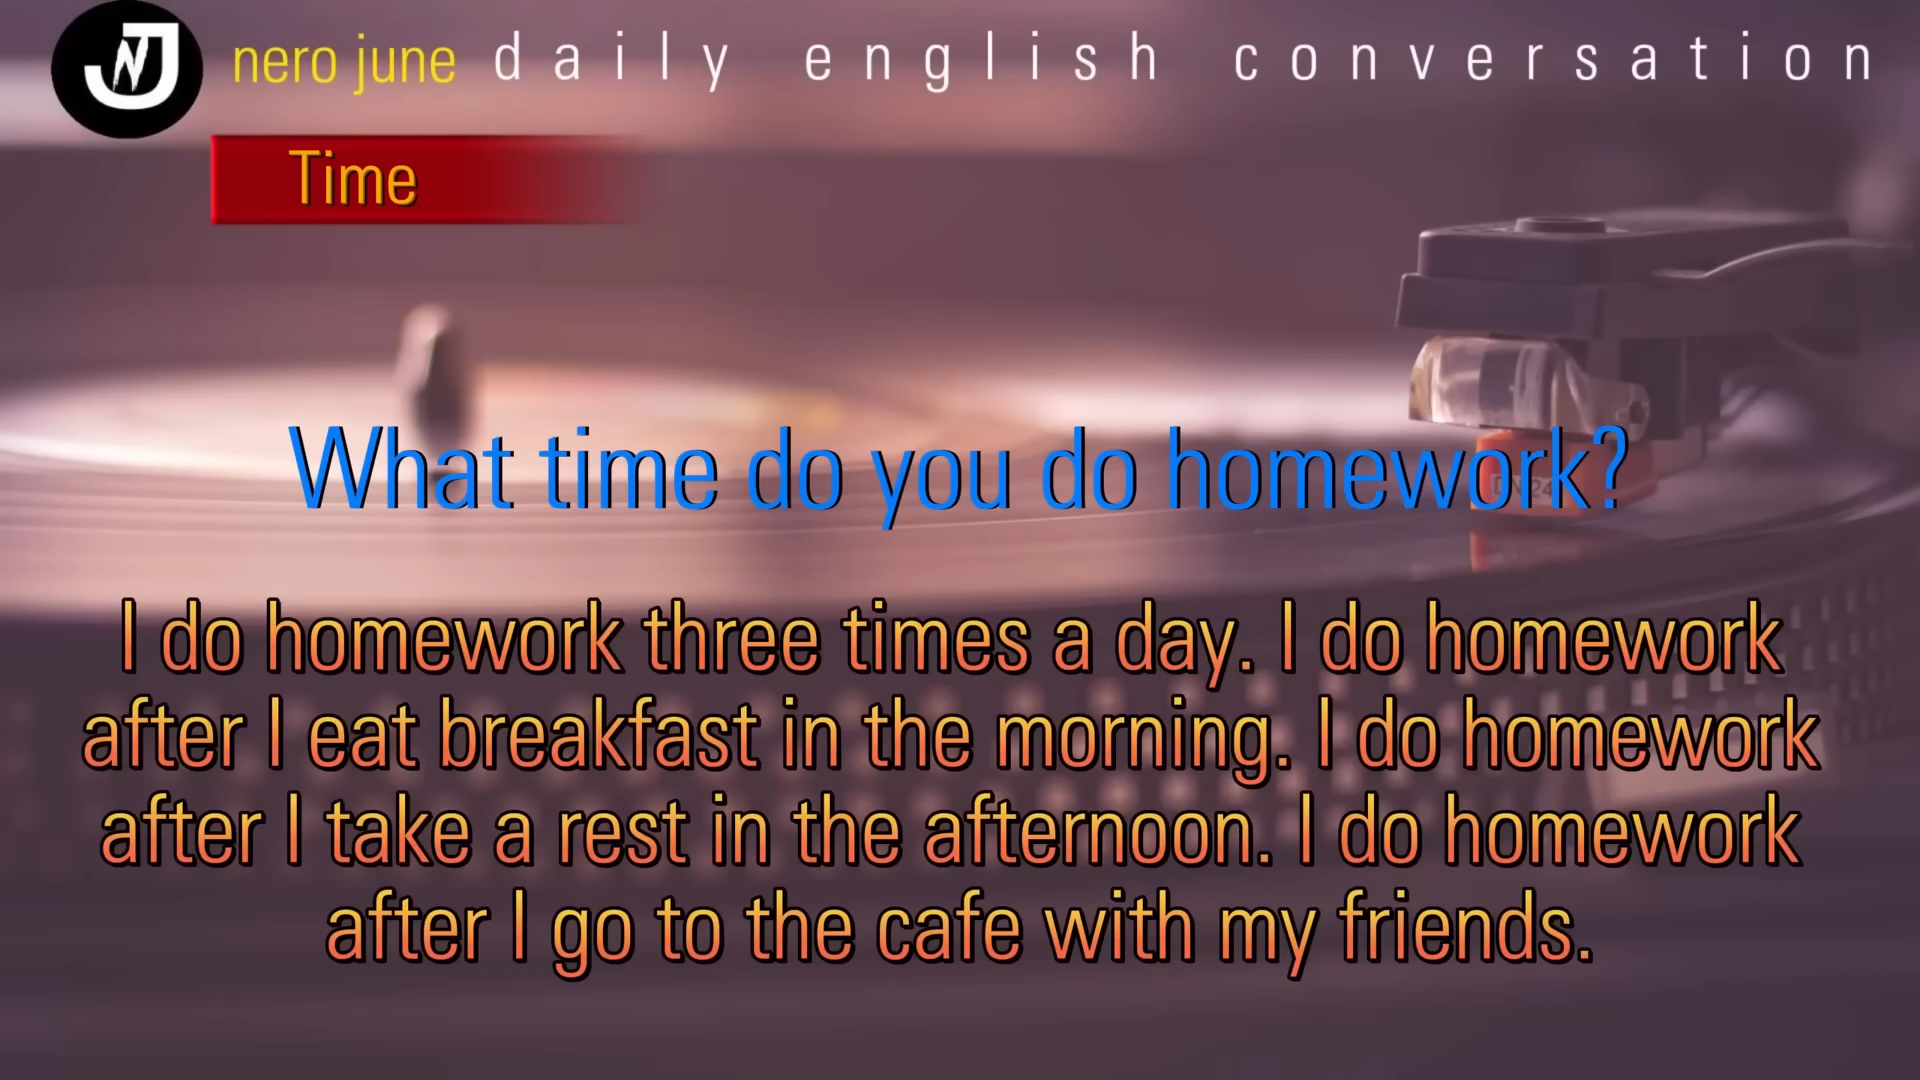 NJ
nero june daily english conversation
Time
What time do you do homework?
I do homework three times a day. I do homework
after I eat breakfast in the morning. I do homework
after I take a rest in the afternoon. I do homework
after I go to the cafe with my friends.